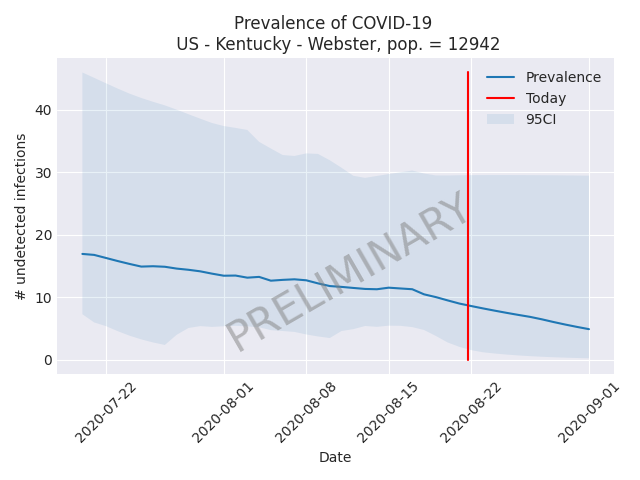 Prevalence of COVID-19
US - Kentucky - Webster, pop. = 12942
Prevalence
Today
95CI
# undetected infections
40
30
20
10
0
PRELIMINARY
2020-07-22
2020-08-01
2020-08-08
2020-08-15
2020-08-22
2020-09-01
Date